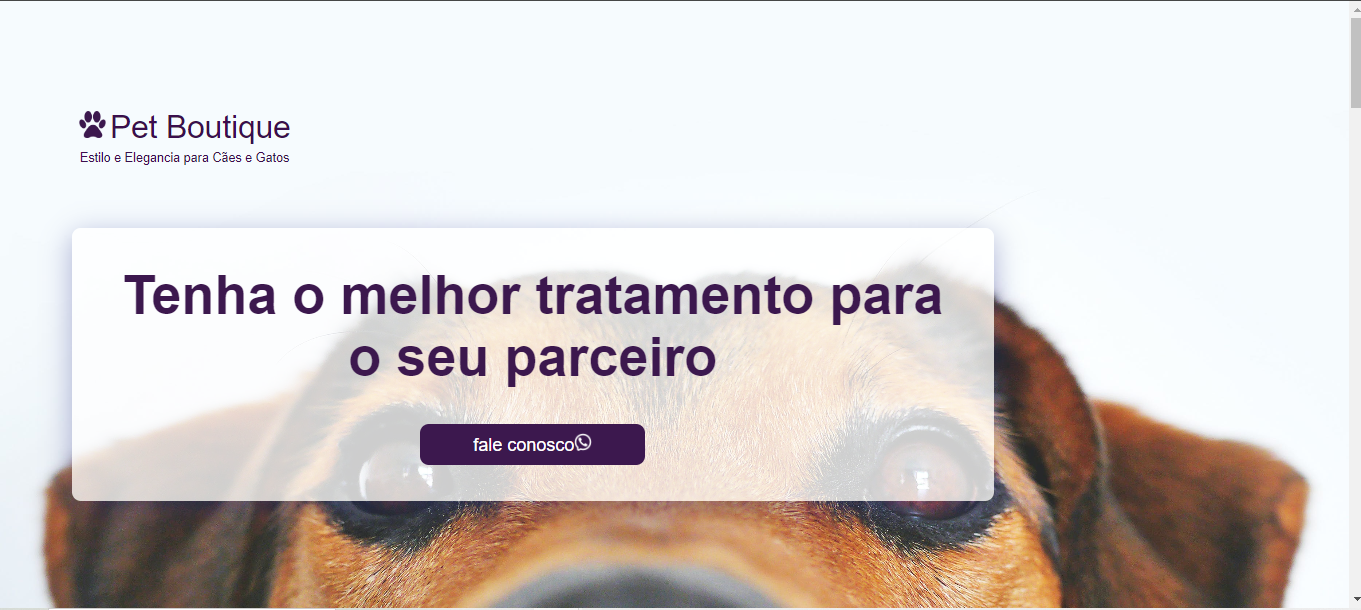 Pet Boutique
Estilo e Elegancia para Cães e Gatos
Tenha o melhor tratamento para
o seu parceiro
fale conosco